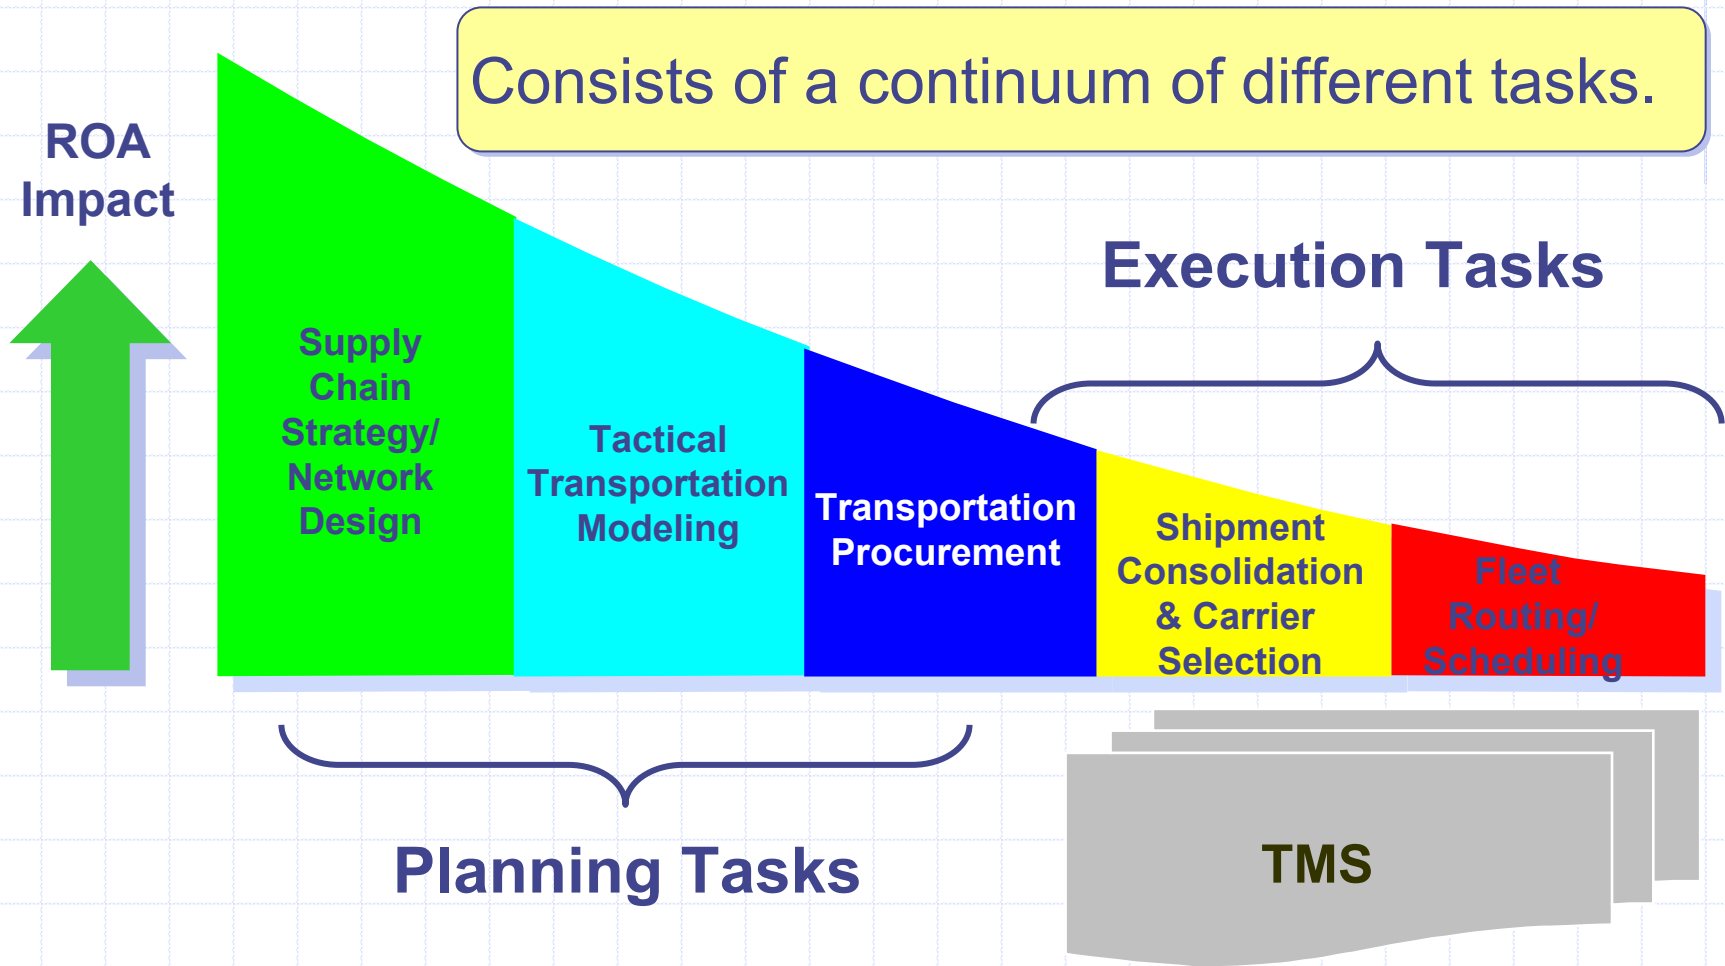 Consists of a continuum of different tasks.
ROA
Impact
Execution Tasks
Supply
Chain
Strategy/
Network
Design
Tactical
Transportation
Modeling
Transportation
Procurement
Shipment
Consolidation
& Carrier
Selection
Fleet
Routing/
Scheduling
Planning Tasks
TMS